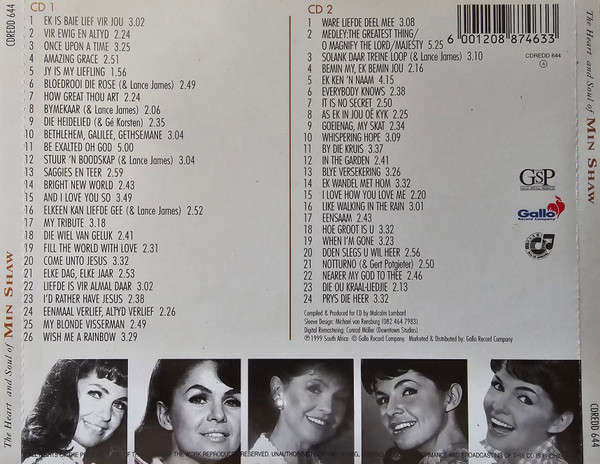 The Heart and Soul of MIN SHAW
CDREDD 644
CD 1
1 EK IS BAIE LIEF VIR JOU 3.02
2 VIR EWIG EN ALTYD 2.24
3 ONCE UPON A TIME 3.25
4 AMAZING GRACE 2.51
5 JY IS MY LIEFLING 1.56
6 BLOEDROOI DIE ROSE (& Lance James) 2.49
7 HOW GREAT THOU ART 2.24
8 BYMEKAAR (& Lance James) 2.06
9 DIE HEIDELIED (& Gé Korsten) 2.35
10 BETHLEHEM, GALILEE, GETHSEMANE 3.04
11 BE EXALTED OH GOD 5.00
12 STUUR 'N BOODSKAP (& Lance James) 3.04
13 SAGGIES EN TEER 2.59
14 BRIGHT NEW WORLD 2.43
15 AND I LOVE YOU SO 3.49
16 ELKEEN KAN LIEFDE GEE (& Lance James) 2.52
17 MY TRIBUTE 3.18
18 DIE WIEL VAN GELUK 2.41
19 FILL THE WORLD WITH LOVE 2.31
20 COME UNTO JESUS 3.32
21 ELKE DAG, ELKE JAAR 2.53
22 LIEFDE IS VIR ALMAL DAAR 3.00
23 I'D RATHER HAVE JESUS 2.38
24 EENMAAL VERLIEF, ALTYD VERLIEF 2.26
25 MY BLONDE VISSERMAN 2.49
26 WISH ME A RAINBOW 3.29
CD 2
1 WARE LIEFDE DEEL MEE 3.08
2 MEDLEY:THE GREATEST THING/
O MAGNIFY THE LORD/MAJESTY 5.25
3 SOLANK DAAR TREINE LOOP (& Lance James) 3.10
4 BEMIN MY, EK BEMIN JOU 2.16
5 EK KEN 'N NAAM 4.15
6 EVERYBODY KNOWS 2.38
7 IT IS NO SECRET 2.50
8 AS EK IN JOU OË KYK 2.35
9 GOEIENAG, MY SKAT 2.34
10 WHISPERING HOPE 3.09
11 BY DIE KRUIS 3.37
12 IN THE GARDEN 2.41
13 BLYE VERSEKERING 3.26
14 EK WANDEL MET HOM 3.32
15 I LOVE HOW YOU LOVE ME 2.20
16 LIKE WALKING IN THE RAIN 3.01
17 EENSAAM 2.43
18 HOE GROOT IS U 3.32
19 WHEN I'M GONE 3.23
20 DOEN SLEGS U WIL HEER 2.56
21 NOTTURNO (& Gert Potgieter) 2.50
22 NEARER MY GOD TO THEE 2.46
23 DIE OU KRAAL-LIEDJIE 2.13
24 PRYS DIE HEER 3.32
Compiled & Produced for CD by Malcolm Lombard
Sleeve Design: Michael van Rensburg (082 464 7983)
Digital Remastering: Conrad Müller (Downtown Studios)
℗ 1999 South Africa © Gallo Record Company. Marketed & Distributed by: Gallo Record Company
6 001208 874633
CDREDD 644
GSP
Gallo
Record Company
The Heart and Soul of MIN SHAW
CDREDD 644